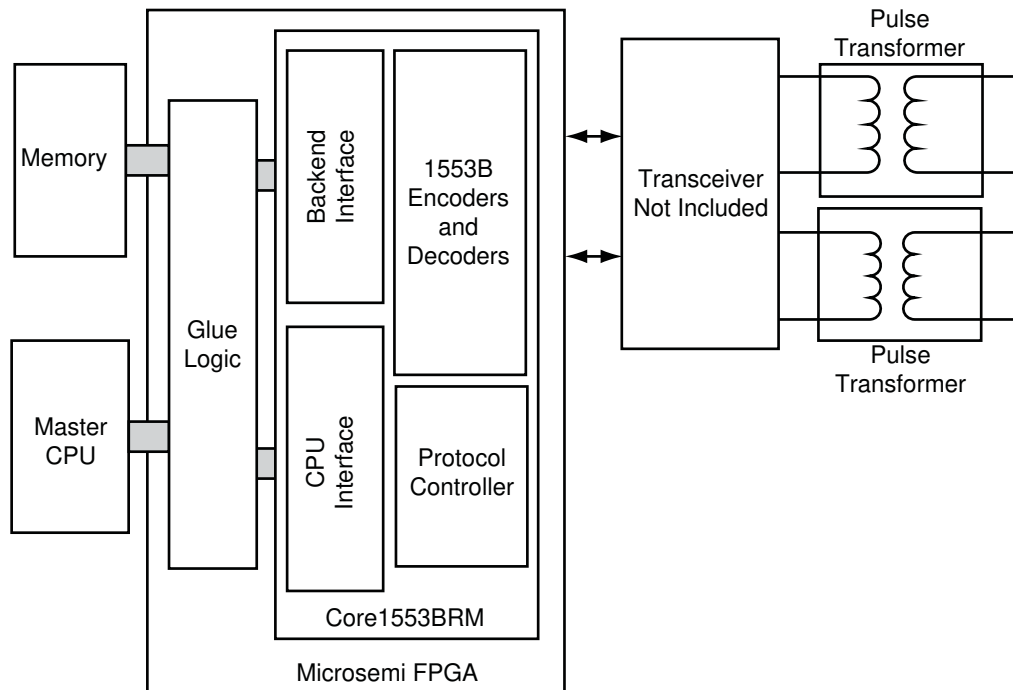 Pulse
Transformer
Memory
Backend
Interface
1553B
Encoders
and
Decoders
Transceiver
Not Included
Glue
Logic
Master
CPU
CPU
Interface
Protocol
Controller
Pulse
Transformer
Core1553BRM
Microsemi FPGA